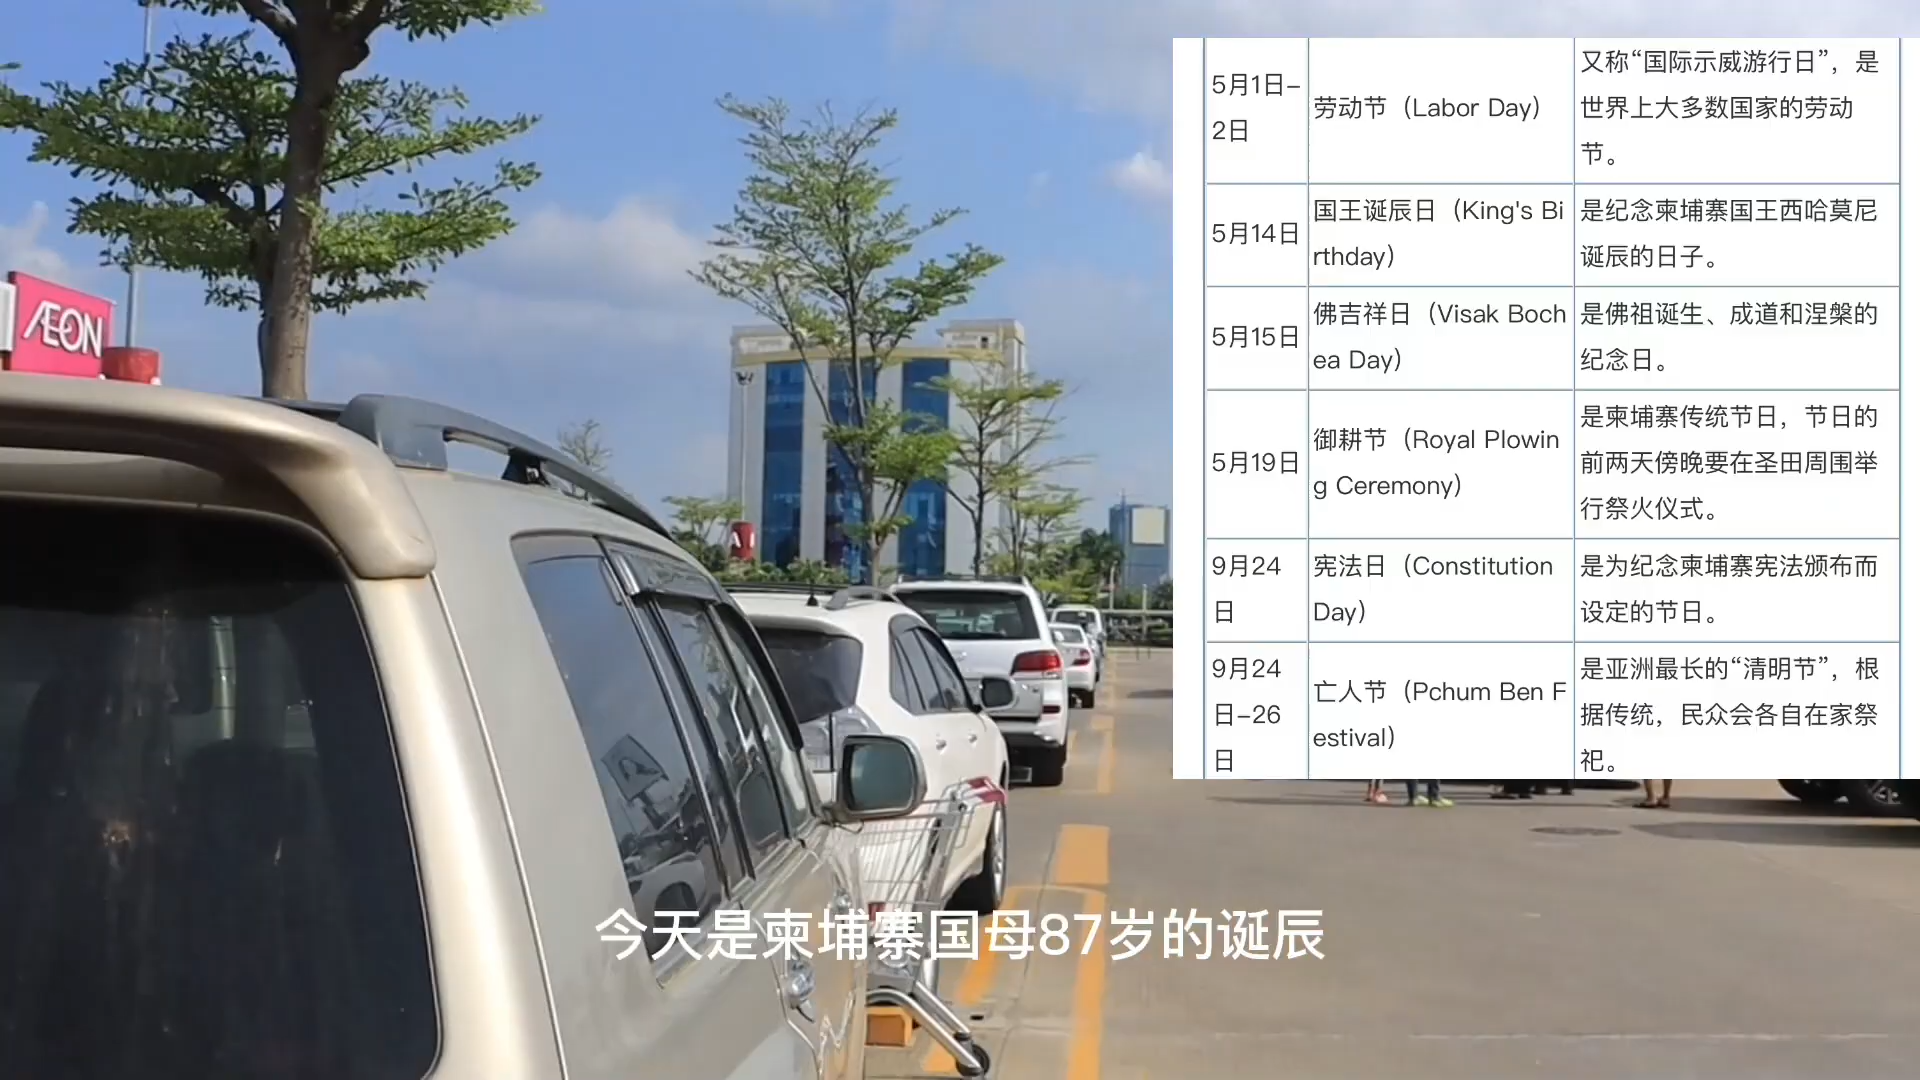 ÆON
5月1日-
2日
劳动节（Labor Day）
又称“国际示威游行日”，是
世界上大多数国家的劳动
节。
5月14日
国王诞辰日（King's Bi
rthday）
是纪念柬埔寨国王西哈莫尼
诞辰的日子。
5月15日
佛吉祥日（Visak Boch
ea Day）
是佛祖诞生、成道和涅槃的
纪念日。
5月19日
御耕节（Royal Plowin
g Ceremony）
是柬埔寨传统节日，节日的
前两天傍晚要在圣田周围举
行祭火仪式。
9月24
日
宪法日（Constitution
Day）
是为纪念柬埔寨宪法颁布而
设定的节日。
9月24
日-26
日
亡人节（Pchum Ben F
estival）
是亚洲最长的“清明节”，根
据传统，民众会各自在家祭
祀。
今天是柬埔寨国母87岁的诞辰